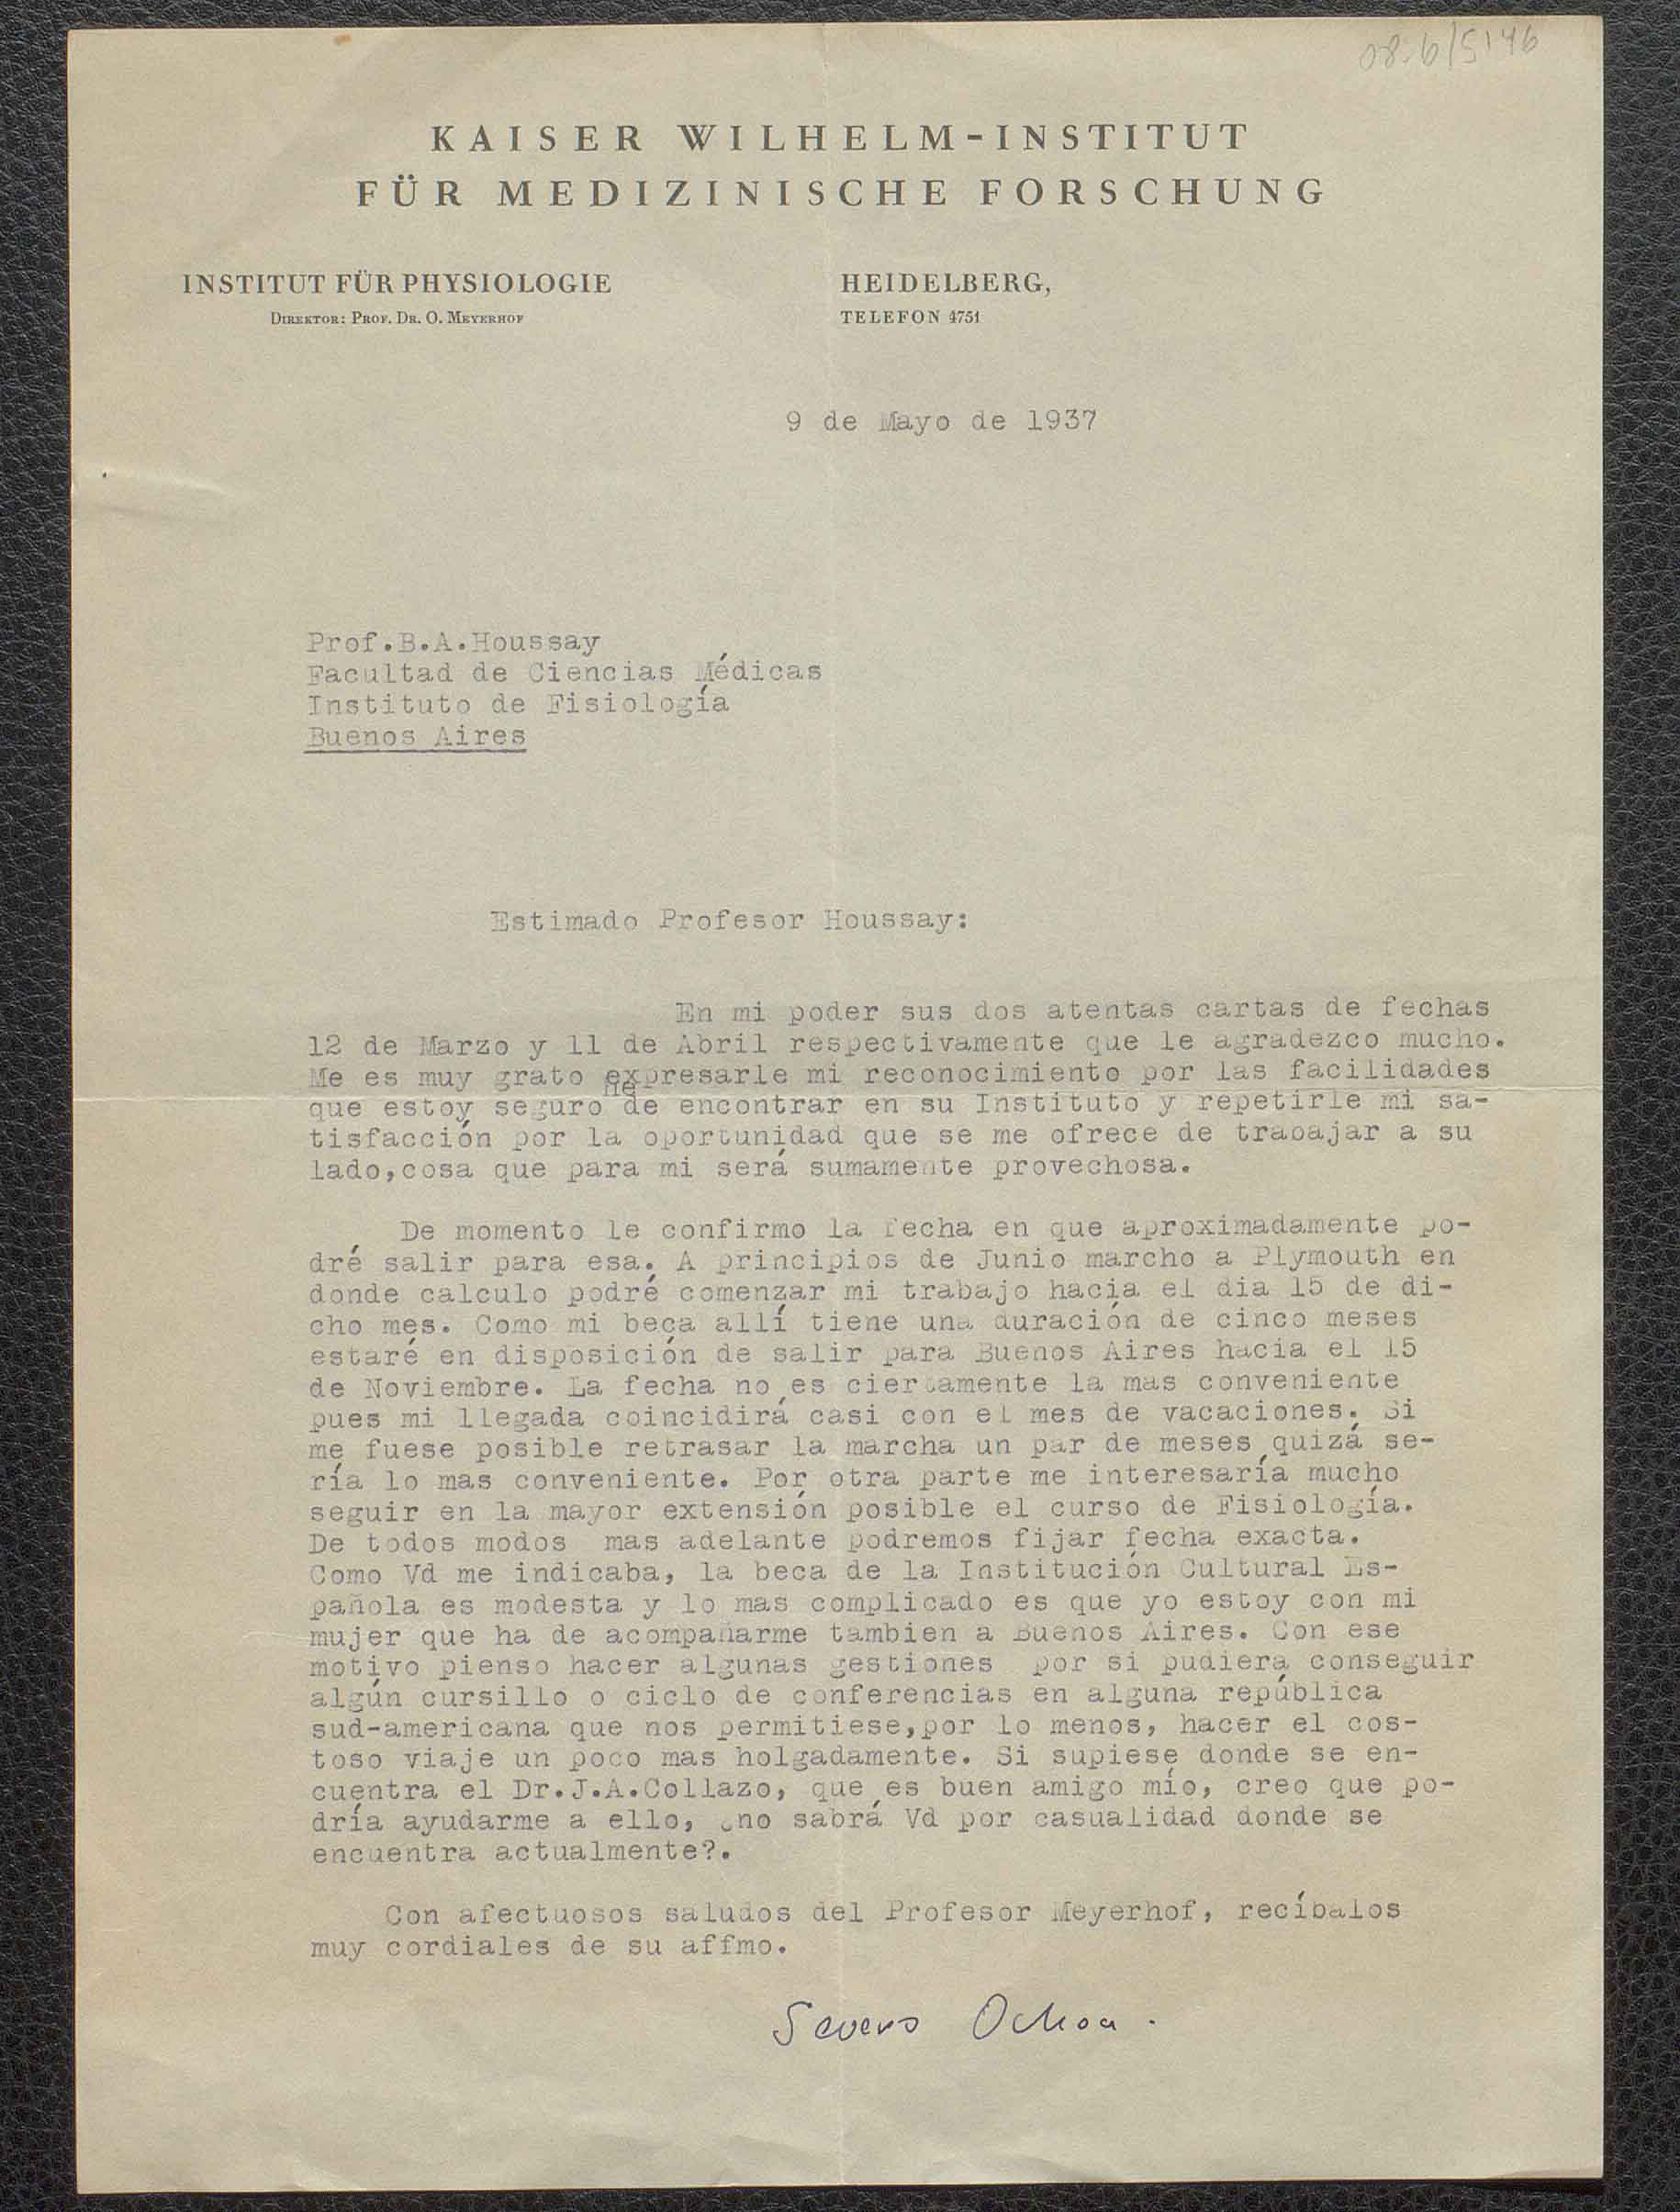 08-6/5146
KAISER WILHELM-INSTITUT
FÜR MEDIZINISCHE FORSCHUNG
INSTITUT FÜR PHYSIOLOGIE
DIREKTOR: PROF. DR. O. MEYERHOF
HEIDELBERG,
TELEFON 4751
9 de Mayo de 1937
Prof.B.A.Houssay
Facultad de Ciencias Médicas
Instituto de Fisiología
Buenos Aires
Estimado Profesor Houssay:
En mi poder sus dos atentas cartas de fechas
12 de Marzo y 11 de Abril respectivamente que le agradezco mucho.
Me es muy grato expresarle mi reconocimiento por las facilidades
he
que estoy seguro de encontrar en su Instituto y repetirle mi sa-
tisfacción por la oportunidad que se me ofrece de trabajar a su
lado,cosa que para mi será sumamente provechosa.
De momento le confirmo la fecha en que aproximadamente po-
dré salir para esa. A principios de Junio marcho a Plymouth en
donde calculo podré comenzar mi trabajo hacia el dia 15 de di-
cho mes. Como mi beca allí tiene una duración de cinco meses
estaré en disposición de salir para Buenos Aires hacia el 15
de Noviembre. La fecha no es ciertamente la mas conveniente
pues mi llegada coincidirá casi con el mes de vacaciones. Si
me fuese posible retrasar la marcha un par de meses quizá se-
ría lo mas conveniente. Por otra parte me interesaría mucho
seguir en la mayor extensión posible el curso de Fisiología.
De todos modos mas adelante podremos fijar fecha exacta.
Como Vd me indicaba, la beca de la Institución Cultural Es-
pañola es modesta y lo mas complicado es que yo estoy con mi
mujer que ha de acompañarme tambien a Buenos Aires. Con ese
motivo pienso hacer algunas gestiones por si pudiera conseguir
algún cursillo o ciclo de conferencias en alguna república
sud-americana que nos permitiese,por lo menos, hacer el cos-
toso viaje un poco mas holgadamente. Si supiese donde se en-
cuentra el Dr.J.A.Collazo, que es buen amigo mío, creo que po-
dría ayudarme a ello, ¿no sabrá Vd por casualidad donde se
encuentra actualmente?.
Con afectuosos saludos del Profesor Meyerhof, recíbalos
muy cordiales de su affmo.
Severo Ochoa.